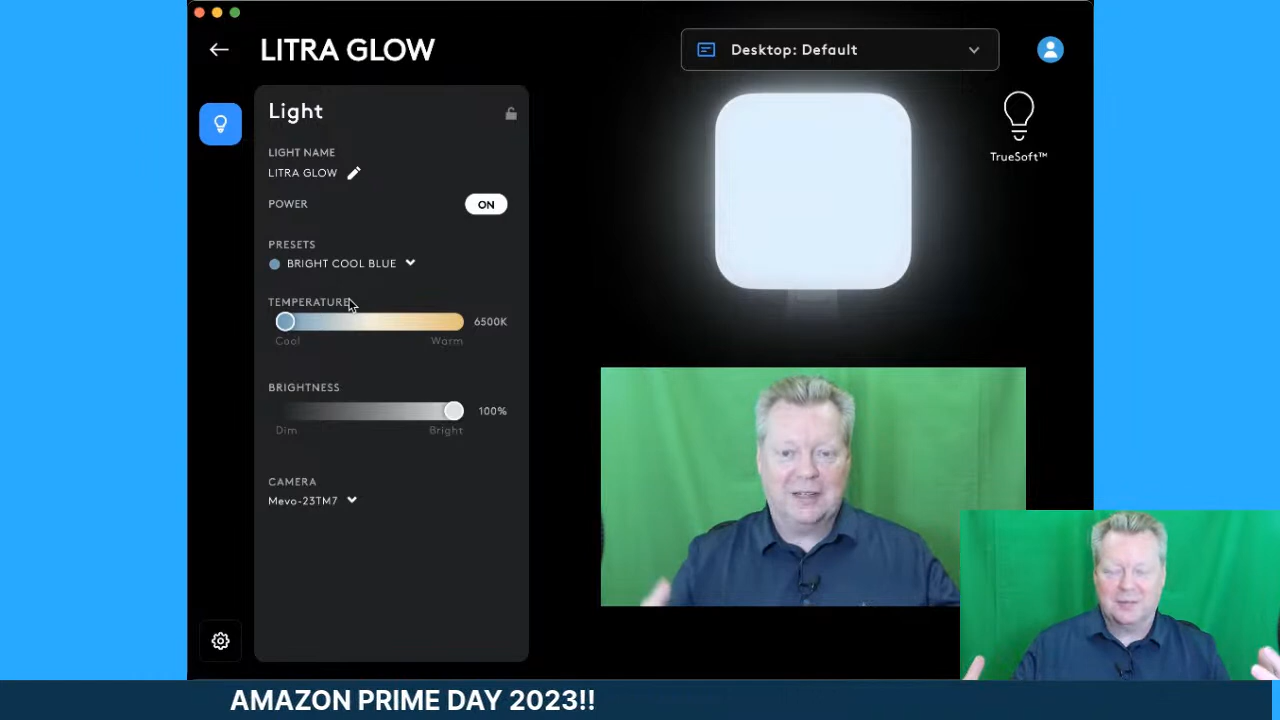 LITRA GLOW
Desktop: Default
Light
LIGHT NAME
LITRA GLOW
POWER
ON
PRESETS
BRIGHT COOL BLUE
TEMPERATURE
6500K
Cool
Warm
BRIGHTNESS
100%
Dim
Bright
CAMERA
Mevo-23TM7
TrueSoft™
AMAZON PRIME DAY 2023!!